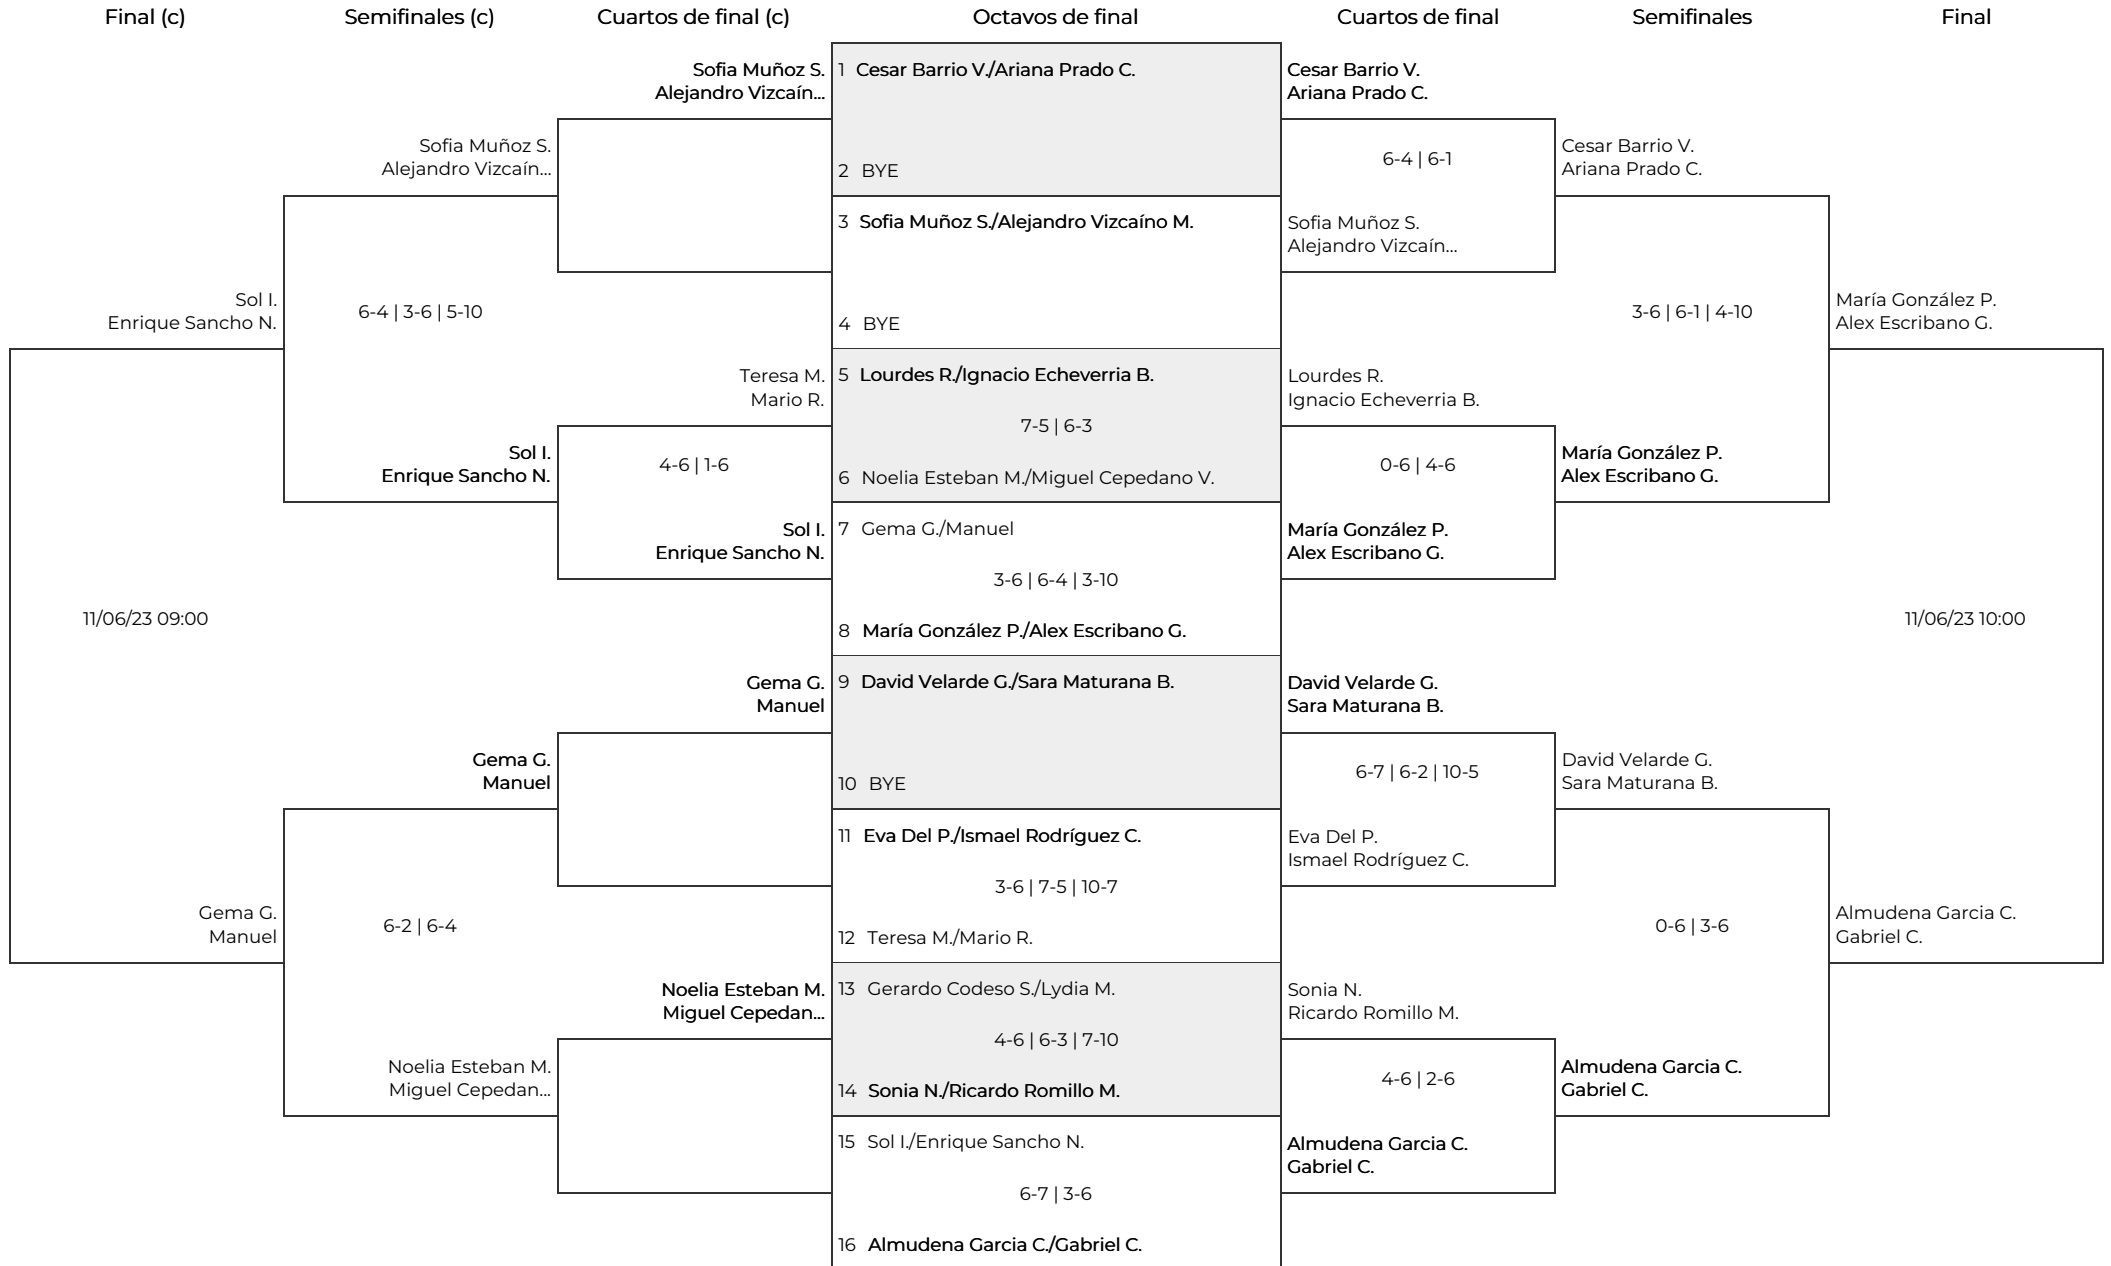 Final (c)
Semifinales (c)
Cuartos de final (c)
Octavos de final
Cuartos de final
Semifinales
Final
Sol I.
Enrique Sancho N.
11/06/23 09:00
Gema G.
Manuel
Sofia Muñoz S.
Alejandro Vizcaín...
6-4 | 3-6 | 5-10
Sol I.
Enrique Sancho N.
Gema G.
Manuel
6-2 | 6-4
Noelia Esteban M.
Miguel Cepedan...
Sofia Muñoz S.
Alejandro Vizcaín...
Teresa M.
Mario R.
4-6 | 1-6
Sol I.
Enrique Sancho N.
Gema G.
Manuel
Noelia Esteban M.
Miguel Cepedan...
1 Cesar Barrio V./Ariana Prado C.
2 BYE
3 Sofia Muñoz S./Alejandro Vizcaíno M.
4 BYE
5 Lourdes R./Ignacio Echeverria B.
7-5 | 6-3
6 Noelia Esteban M./Miguel Cepedano V.
7 Gema G./Manuel
3-6 | 6-4 | 3-10
8 María González P./Alex Escribano G.
9 David Velarde G./Sara Maturana B.
10 BYE
11 Eva Del P./Ismael Rodríguez C.
3-6 | 7-5 | 10-7
12 Teresa M./Mario R.
13 Gerardo Codeso S./Lydia M.
4-6 | 6-3 | 7-10
14 Sonia N./Ricardo Romillo M.
15 Sol I./Enrique Sancho N.
6-7 | 3-6
16 Almudena Garcia C./Gabriel C.
Cesar Barrio V.
Ariana Prado C.
6-4 | 6-1
Sofia Muñoz S.
Alejandro Vizcaín...
Lourdes R.
Ignacio Echeverria B.
0-6 | 4-6
María González P.
Alex Escribano G.
David Velarde G.
Sara Maturana B.
6-7 | 6-2 | 10-5
Eva Del P.
Ismael Rodríguez C.
Sonia N.
Ricardo Romillo M.
4-6 | 2-6
Almudena Garcia C.
Gabriel C.
Cesar Barrio V.
Ariana Prado C.
3-6 | 6-1 | 4-10
María González P.
Alex Escribano G.
David Velarde G.
Sara Maturana B.
0-6 | 3-6
Almudena Garcia C.
Gabriel C.
María González P.
Alex Escribano G.
11/06/23 10:00
Almudena Garcia C.
Gabriel C.